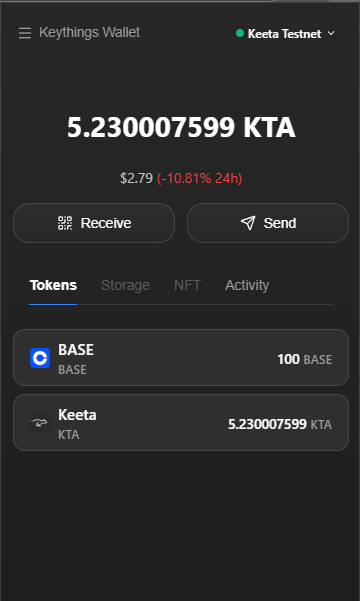 Keythings Wallet
Keeta Testnet
5.230007599 KTA
$2.79 (-10.81% 24h)
Receive
Send
Tokens Storage NFT Activity
BASE
BASE
100 BASE
Keeta
KTA
5.230007599 KTA